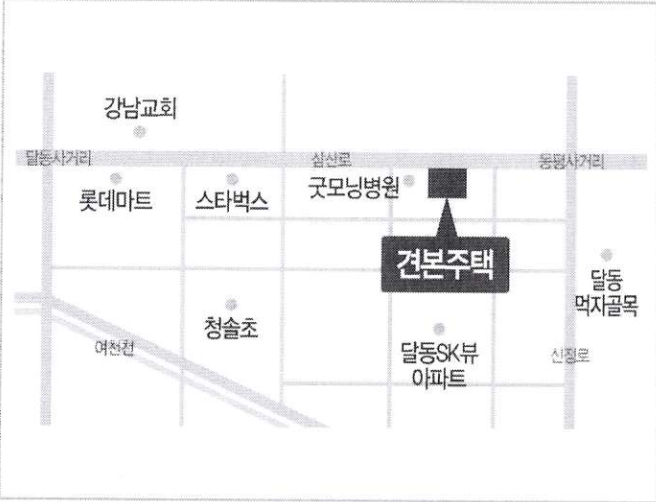 강남교회
달동사거리
삼산로
동평사거리
롯데마트
스타벅스
굿모닝병원
견본주택
달동
먹자골목
청솔초
여천천
달동SK뷰
아파트
신정로